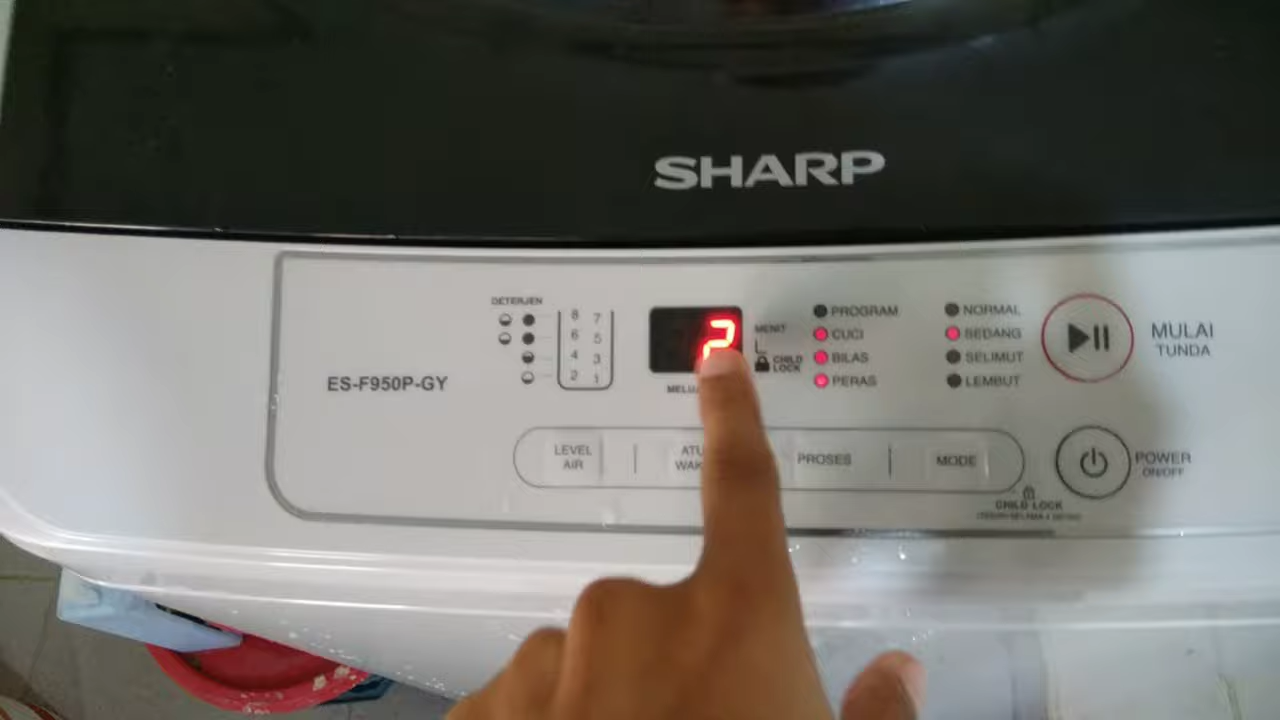 SHARP
ES-F950P-GY
DETERJEN
8 7
6 5
4 3
2 1
2
MENIT
CHILD
LOCK
PROGRAM
CUCI
BILAS
PERAS
NORMAL
SEDANG
SELIMUT
LEMBUT
MULAI
TUNDA
LEVEL
AIR
PROSES
MODE
POWER
ON/OFF
CHILD LOCK